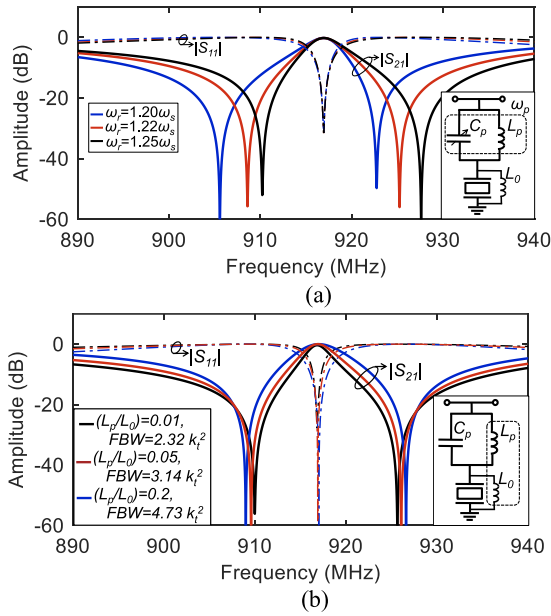 0
-20
-40
-60
Amplitude (dB)
|S11|
|S21|
ωr=1.20ωs
ωr=1.22ωs
ωr=1.25ωs
ωp
Cp
Lp
L0
890 900 910 920 930 940
Frequency (MHz)
(a)
0
-20
-40
-60
Amplitude (dB)
|S11|
|S21|
(Lp/L0)=0.01,
FBW=2.32 kt²
(Lp/L0)=0.05,
FBW=3.14 kt²
(Lp/L0)=0.2,
FBW=4.73 kt²
Cp
Lp
L0
890 900 910 920 930 940
Frequency (MHz)
(b)